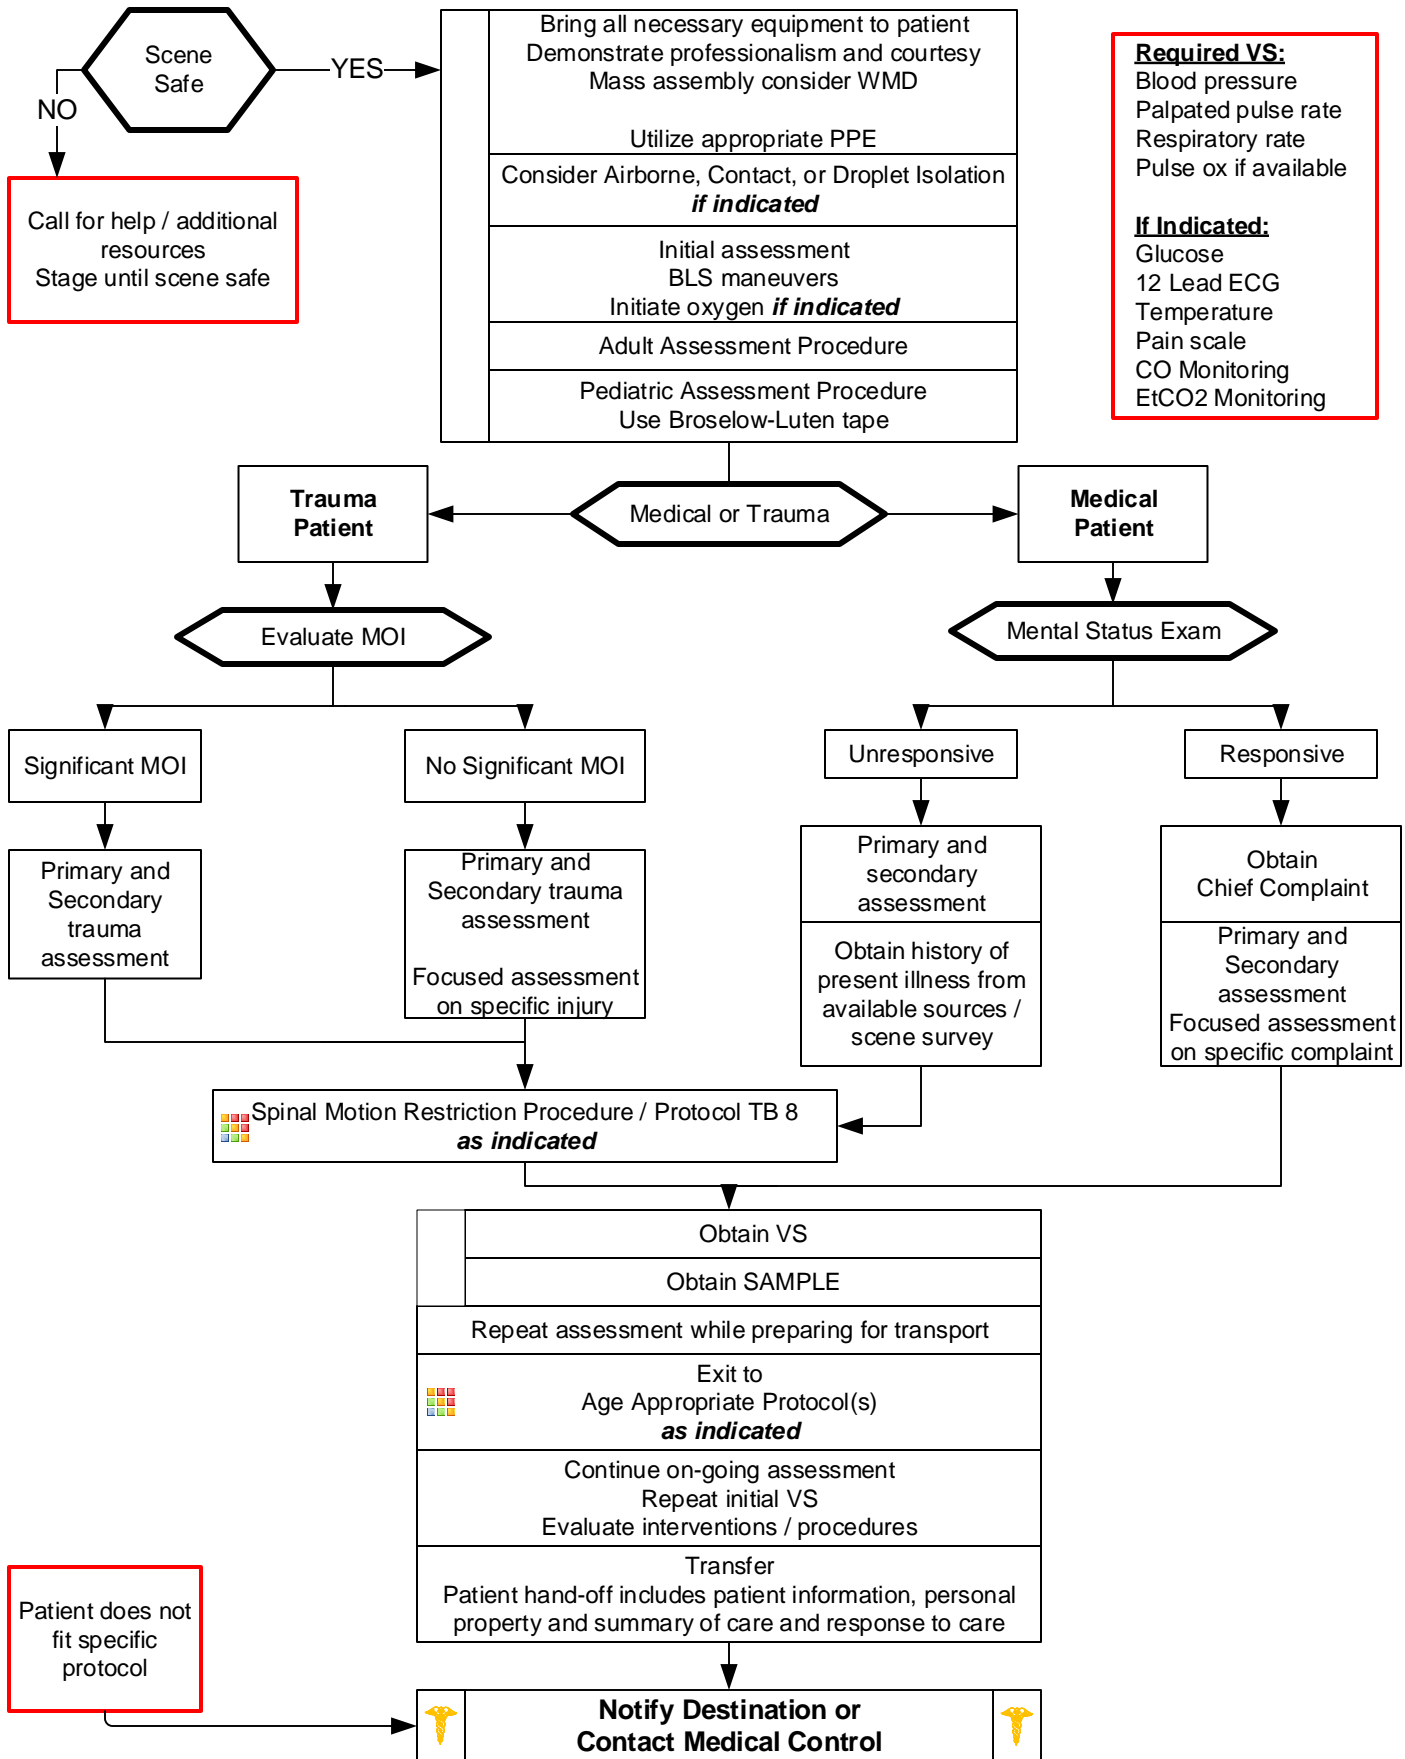 Scene
Safe
YES
NO
Call for help / additional
resources
Stage until scene safe
Bring all necessary equipment to patient
Demonstrate professionalism and courtesy
Mass assembly consider WMD
Utilize appropriate PPE
Consider Airborne, Contact, or Droplet Isolation
if indicated
Initial assessment
BLS maneuvers
Initiate oxygen if indicated
Adult Assessment Procedure
Pediatric Assessment Procedure
Use Broselow-Luten tape
Required VS:
Blood pressure
Palpated pulse rate
Respiratory rate
Pulse ox if available
If Indicated:
Glucose
12 Lead ECG
Temperature
Pain scale
CO Monitoring
EtCO2 Monitoring
Trauma
Patient
Medical or Trauma
Medical
Patient
Evaluate MOI
Mental Status Exam
Significant MOI
No Significant MOI
Unresponsive
Responsive
Primary and
Secondary
trauma
assessment
Primary and
Secondary trauma
assessment
Focused assessment
on specific injury
Primary and
secondary
assessment
Obtain history of
present illness from
available sources /
scene survey
Obtain
Chief Complaint
Primary and
Secondary
assessment
Focused assessment
on specific complaint
Spinal Motion Restriction Procedure / Protocol TB 8
as indicated
Obtain VS
Obtain SAMPLE
Repeat assessment while preparing for transport
Exit to
Age Appropriate Protocol(s)
as indicated
Continue on-going assessment
Repeat initial VS
Evaluate interventions / procedures
Transfer
Patient hand-off includes patient information, personal
property and summary of care and response to care
Patient does not
fit specific
protocol
Notify Destination or
Contact Medical Control